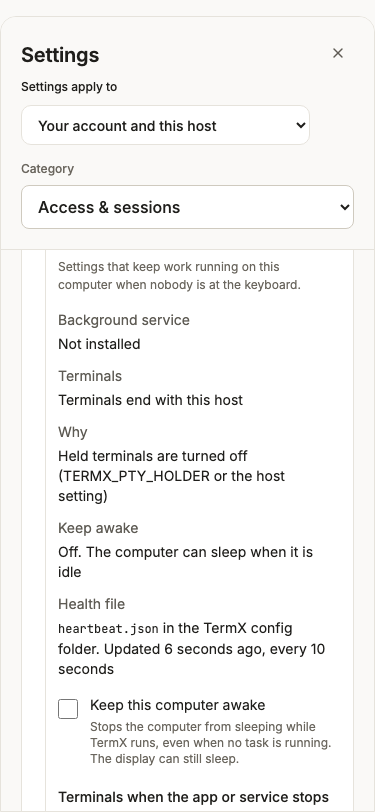 Settings
×
Settings apply to
Your account and this host
Category
Access & sessions
Settings that keep work running on this
computer when nobody is at the keyboard.
Background service
Not installed
Terminals
Terminals end with this host
Why
Held terminals are turned off
(TERMX_PTY_HOLDER or the host
setting)
Keep awake
Off. The computer can sleep when it is
idle
Health file
heartbeat.json in the TermX config
folder. Updated 6 seconds ago, every 10
seconds
Keep this computer awake
Stops the computer from sleeping while
TermX runs, even when no task is running.
The display can still sleep.
Terminals when the app or service stops